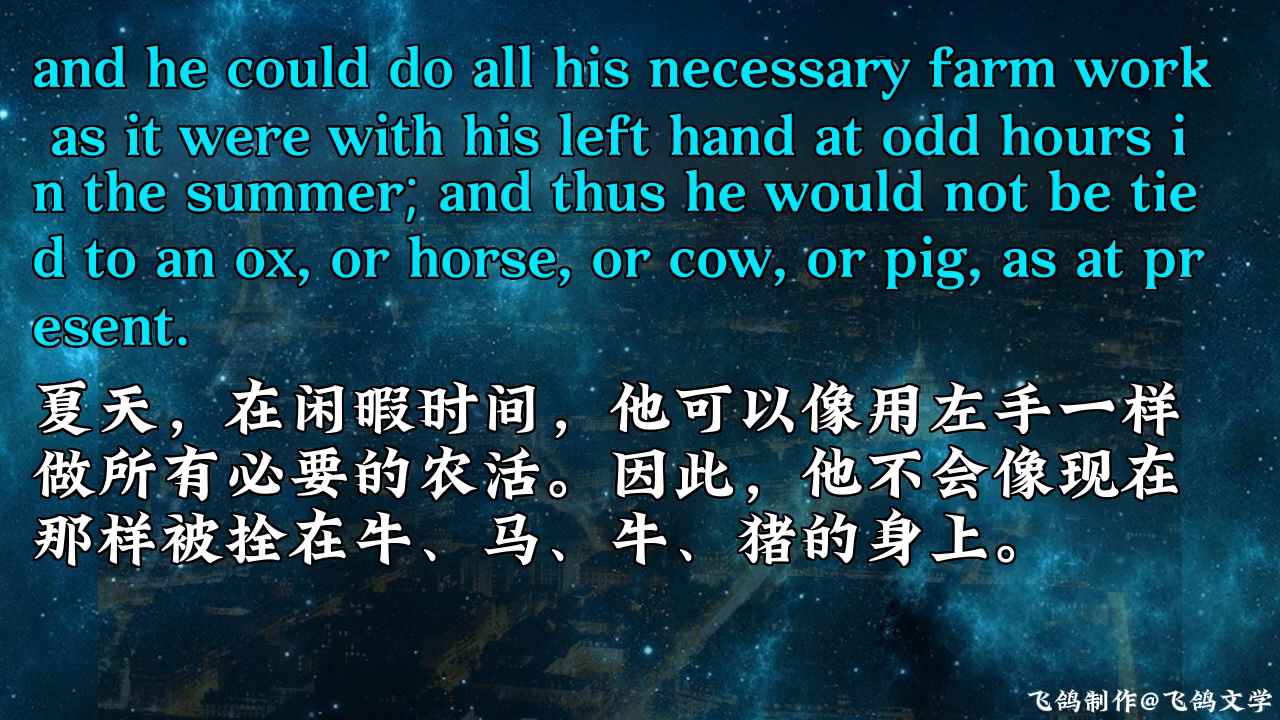 and he could do all his necessary farm work
as it were with his left hand at odd hours i
n the summer; and thus he would not be tie
d to an ox, or horse, or cow, or pig, as at pr
esent.
夏天，在闲暇时间，他可以像用左手一样
做所有必要的农活。因此，他不会像现在
那样被拴在牛、马、牛、猪的身上。
飞鸽制作@飞鸽文学